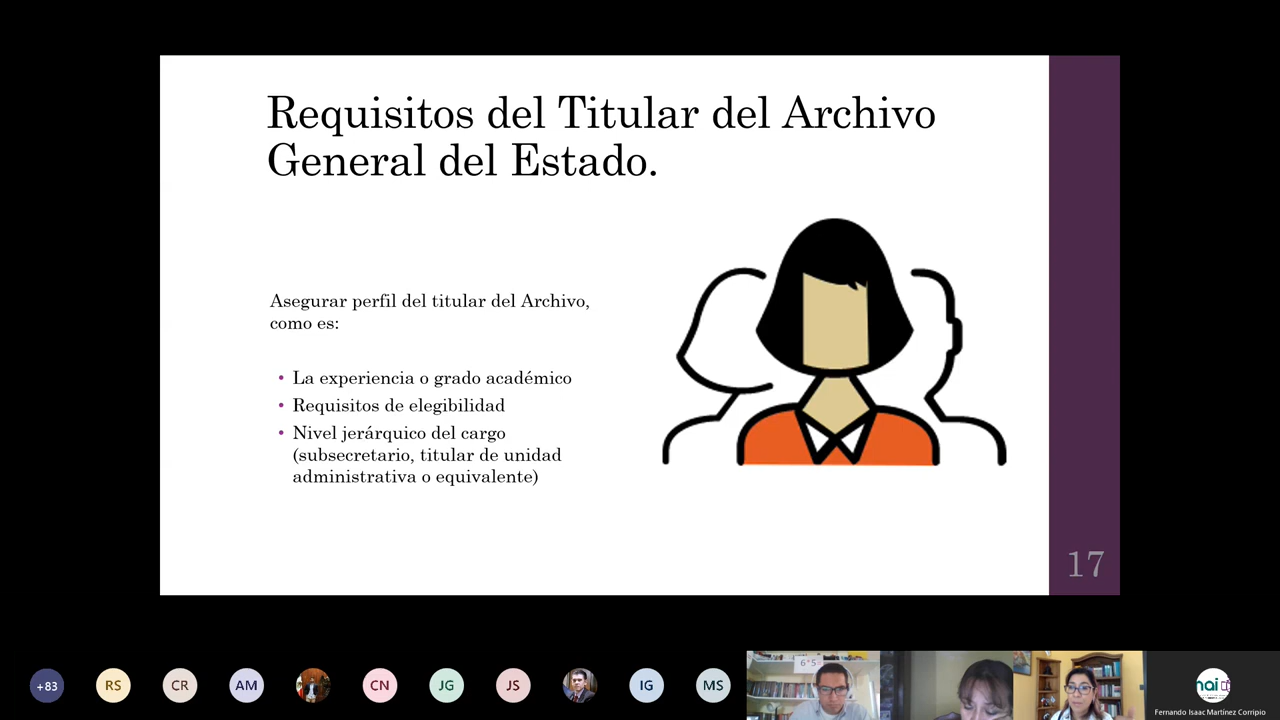 Requisitos del Titular del Archivo
General del Estado.
Asegurar perfil del titular del Archivo,
como es:
• La experiencia o grado académico
• Requisitos de elegibilidad
• Nivel jerárquico del cargo
(subsecretario, titular de unidad
administrativa o equivalente)
17
+83
RS
CR
AM
CN
JG
JS
IG
MS
nai
Fernando Isaac Martínez Corripio